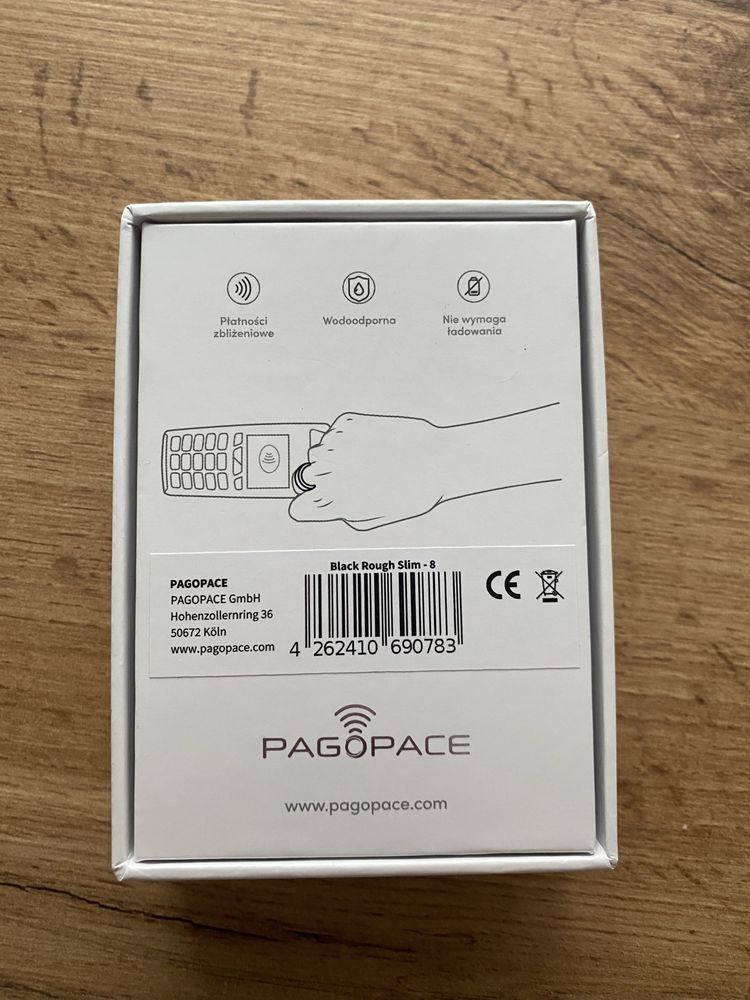 Płatności
zbliżeniowe
Wodoodporna
Nie wymaga
ładowania
Black Rough Slim - 8
PAGOPACE
PAGOPACE GmbH
Hohenzollernring 36
50672 Köln
www.pagopace.com
4 262410 690783
CE
PAGOPACE
www.pagopace.com